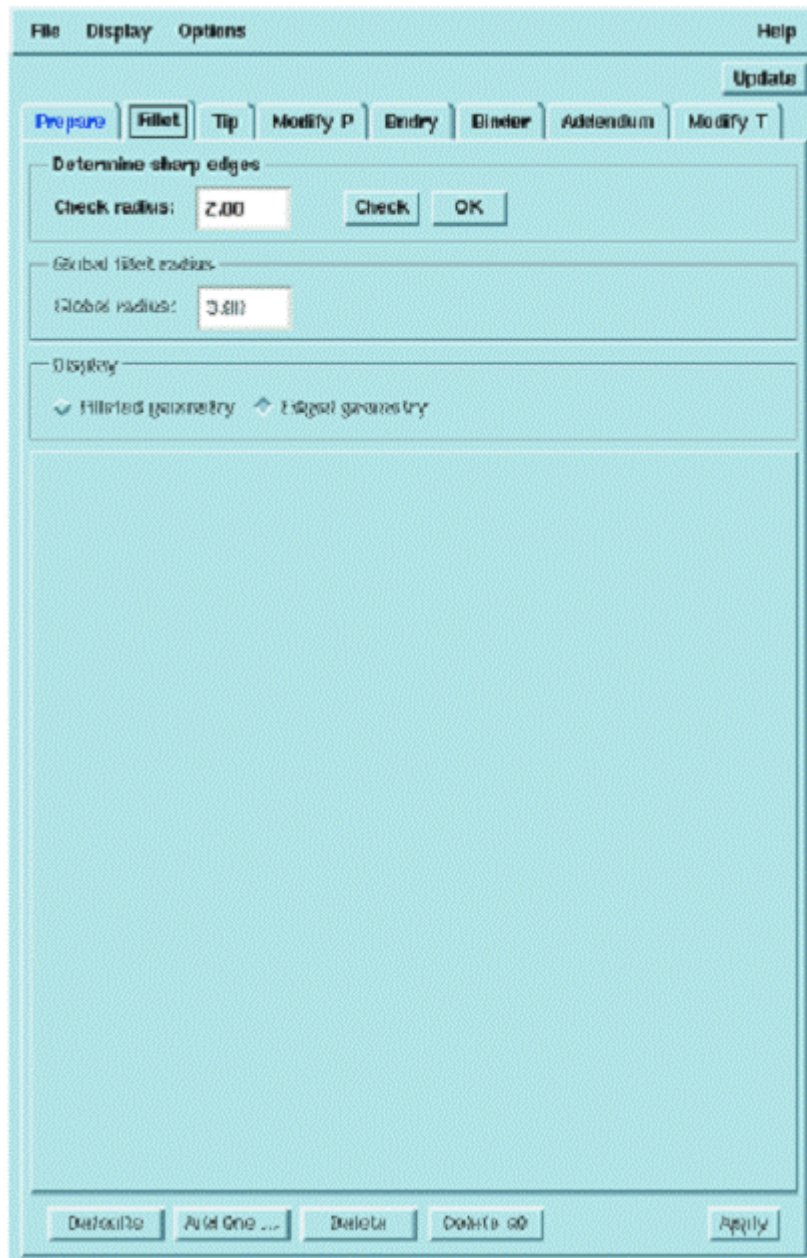 File Display Options Help
Update
Prepare Fillet Tip Modify P Bndry Binder Addendum Modify T
Determine sharp edges
Check radius: 2.00 Check OK
Global fillet radius
Global radius:
Display
Filleted geometry Edged geometry
Add One ... Delete Delete all Apply